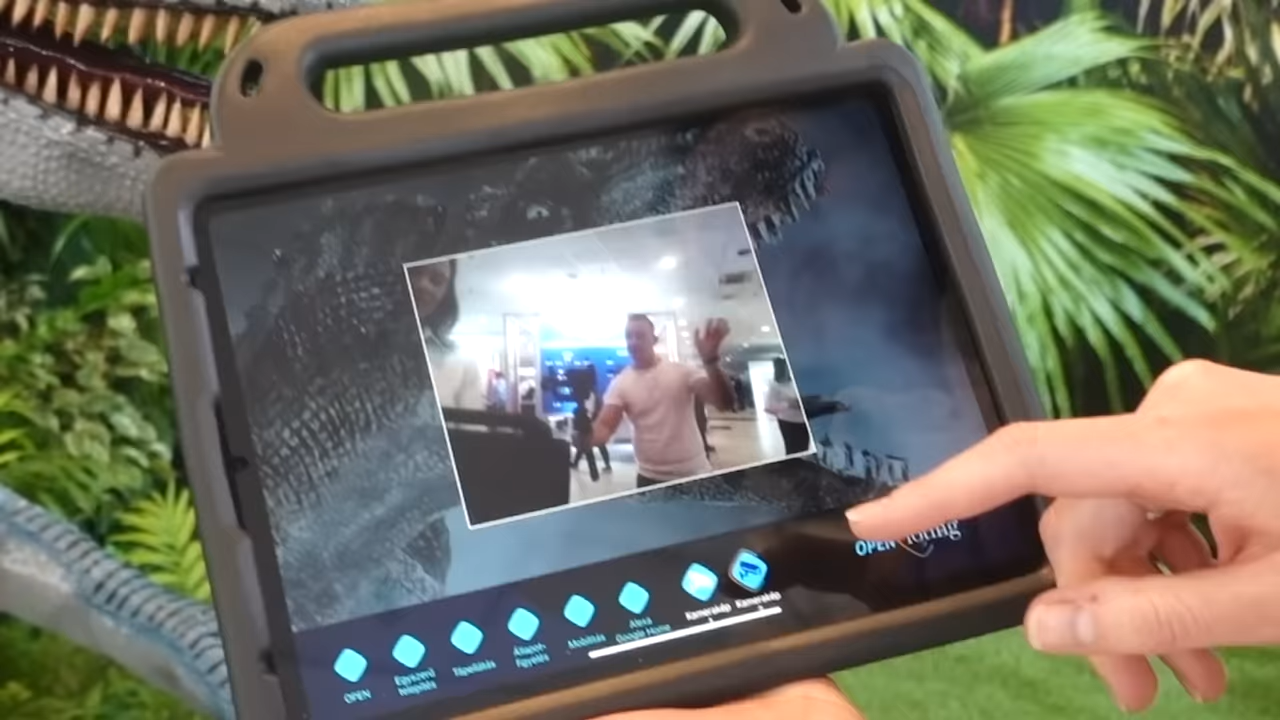 OPEN
Egyszerű
telepítés
Tápellátás
Állapot-
figyelés
Mobilitás
Alexa
Google Home
Kamerakép
Kamerakép
OPEN